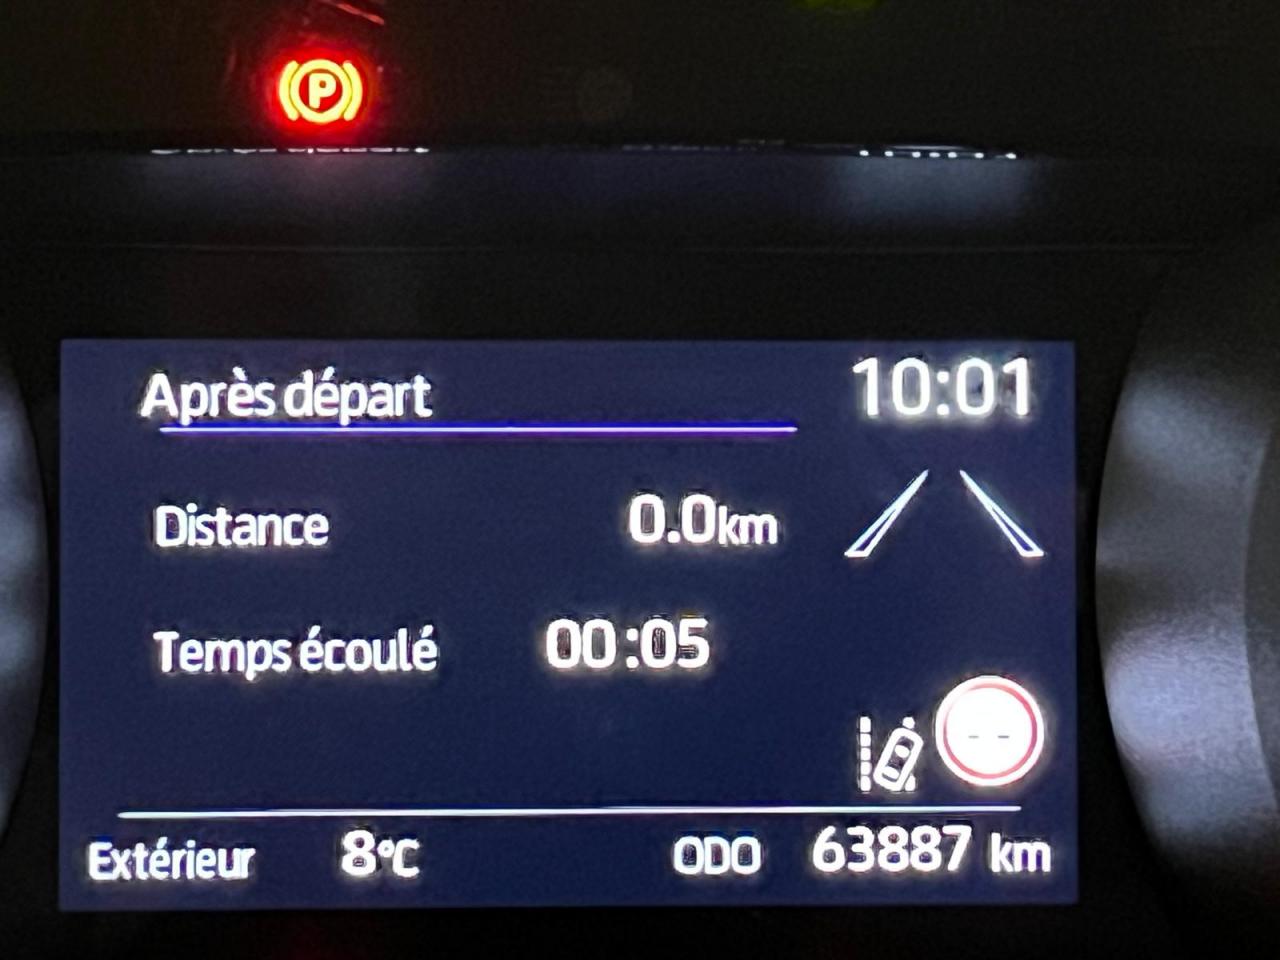 P
Après départ 10:01
Distance 0.0km
Temps écoulé 00:05
--
Extérieur 8°C ODO 63887 km